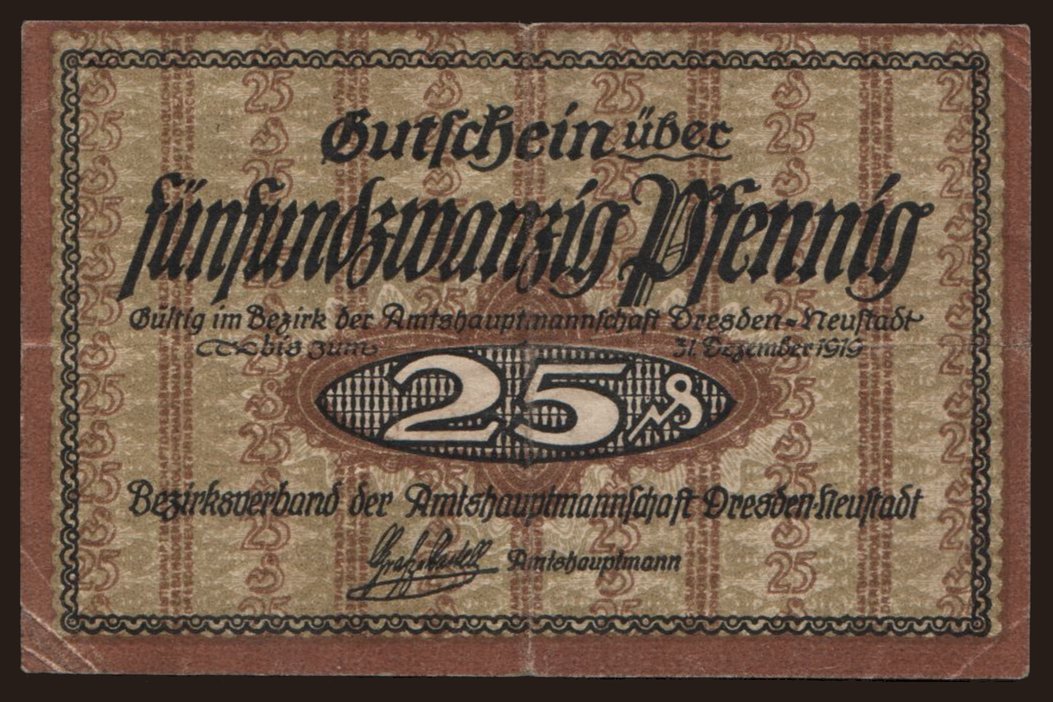 Gutschein über
fünfundzwanzig Pfennig
Gültig im Bezirk der Amtshauptmannschaft Dresden-Neustadt
bis zum 31. Dezember 1919
25 ₰
Bezirksverband der Amtshauptmannschaft Dresden-Neustadt
Amtshauptmann